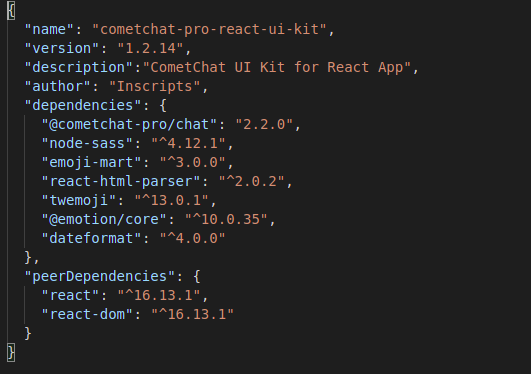 {
"name": "cometchat-pro-react-ui-kit",
"version": "1.2.14",
"description":"CometChat UI Kit for React App",
"author": "Inscripts",
"dependencies": {
"@cometchat-pro/chat": "2.2.0",
"node-sass": "^4.12.1",
"emoji-mart": "^3.0.0",
"react-html-parser": "^2.0.2",
"twemoji": "^13.0.1",
"@emotion/core": "^10.0.35",
"dateformat": "^4.0.0"
},
"peerDependencies": {
"react": "^16.13.1",
"react-dom": "^16.13.1"
}
}